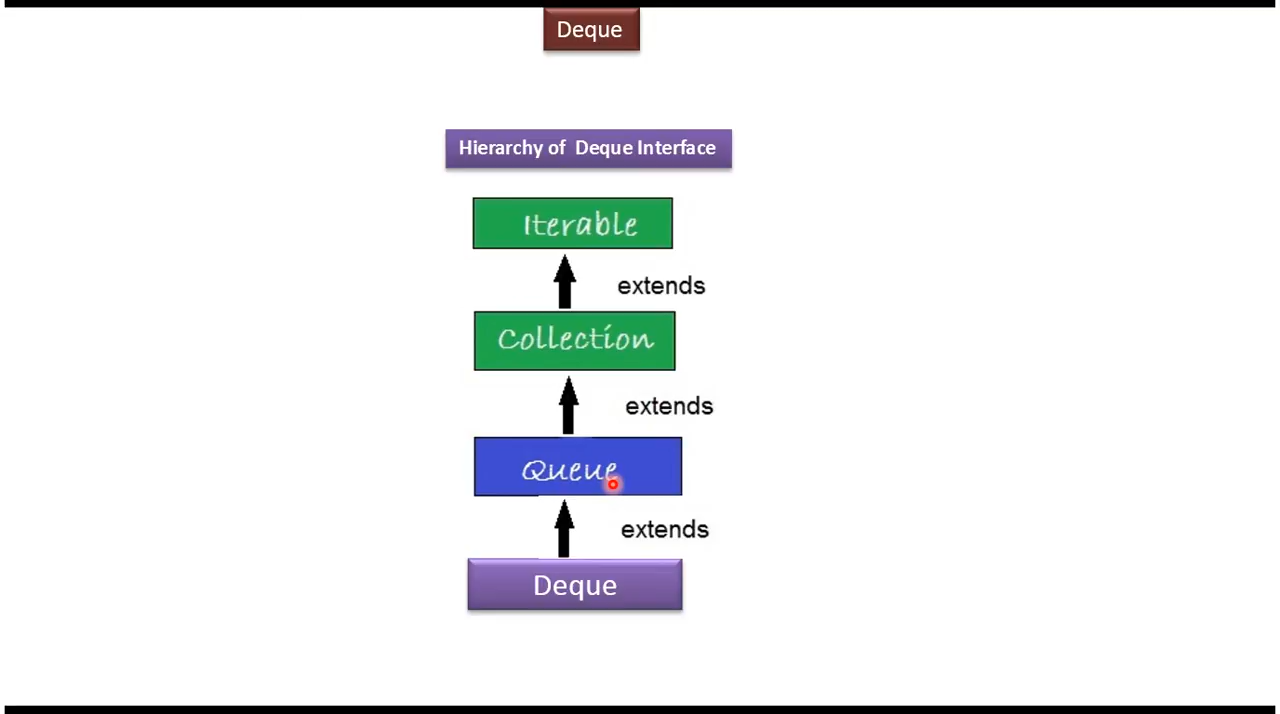 Deque
Hierarchy of Deque Interface
Iterable
extends
Collection
extends
Queue
extends
Deque